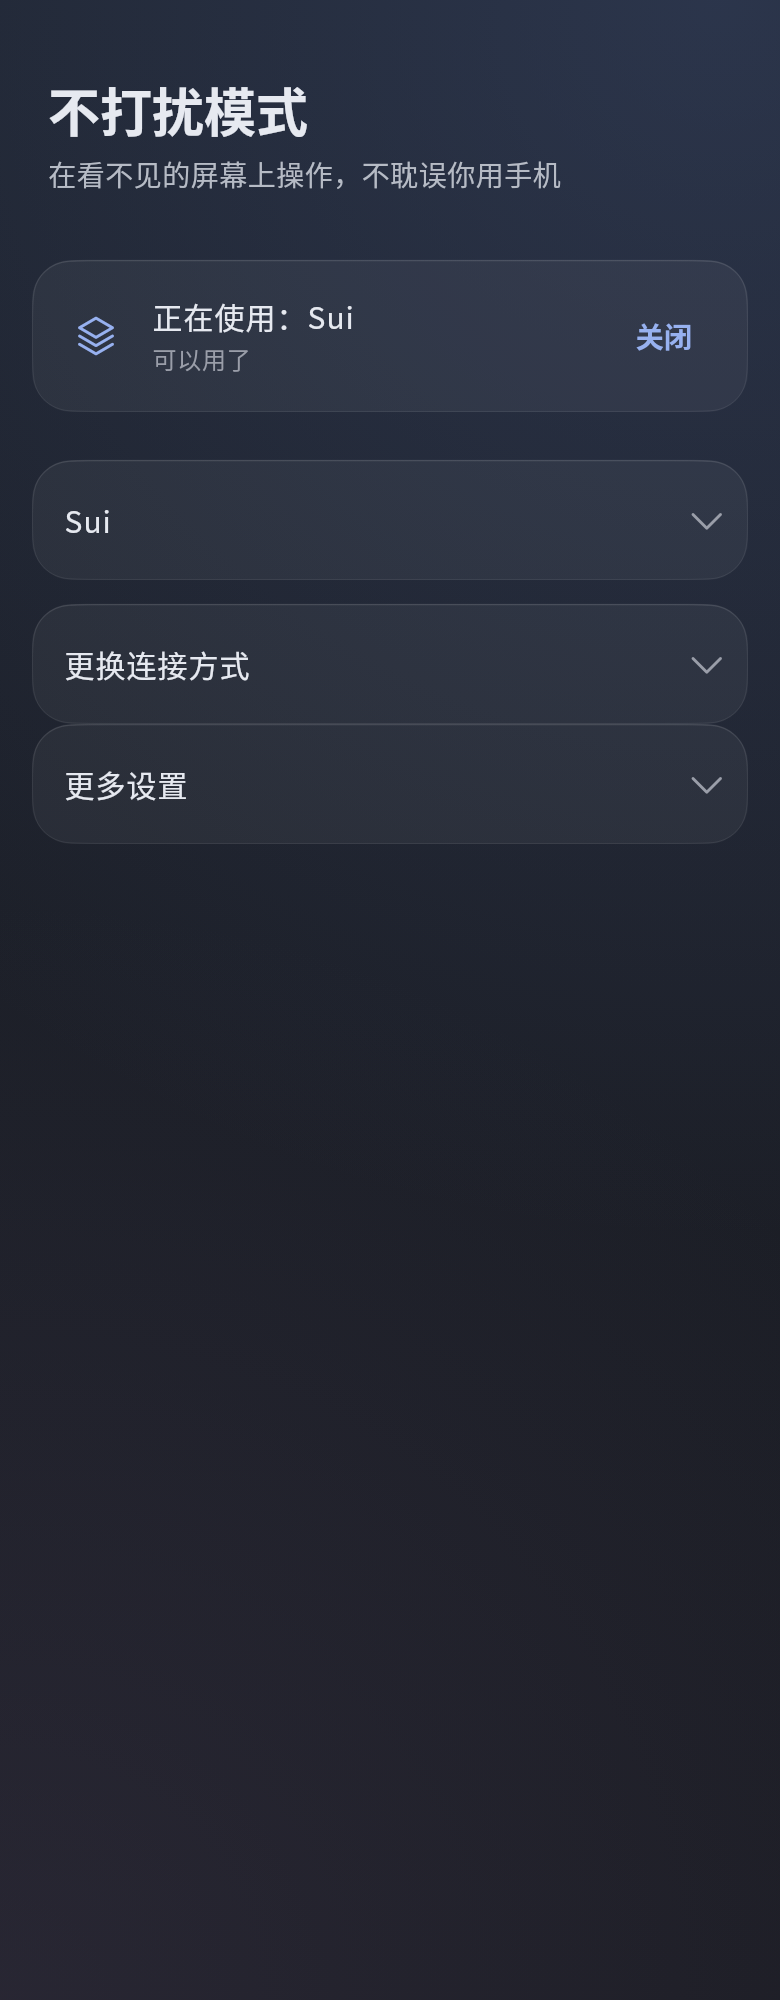 不打扰模式
在看不见的屏幕上操作，不耽误你用手机
正在使用：Sui
可以用了
关闭
Sui
更换连接方式
更多设置